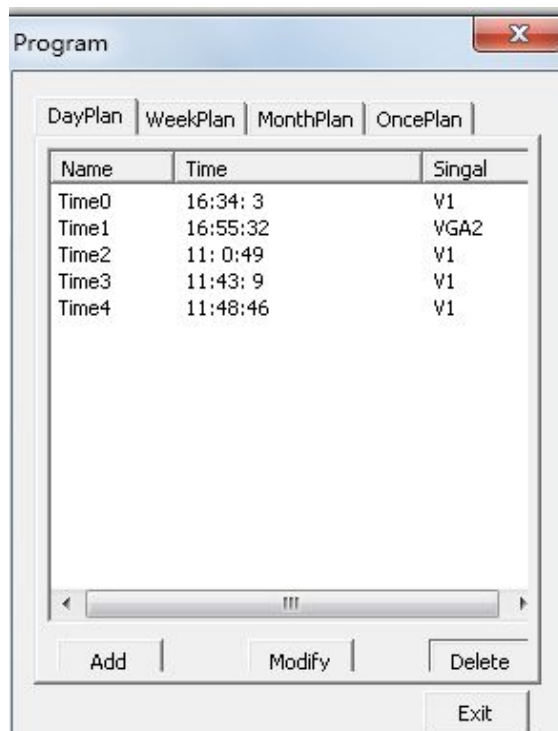 Program
DayPlan WeekPlan MonthPlan OncePlan
Name Time Singal
Time0 16:34: 3 V1
Time1 16:55:32 VGA2
Time2 11: 0:49 V1
Time3 11:43: 9 V1
Time4 11:48:46 V1
Add Modify Delete
Exit